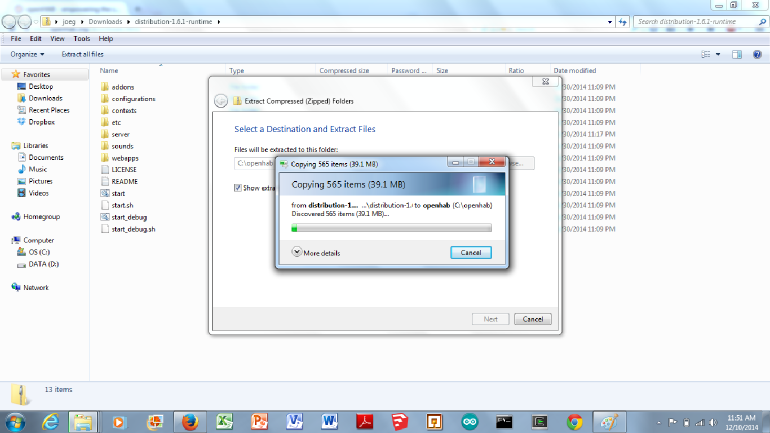 joeg
Downloads
distribution-1.6.1-runtime
Search distribution-1.6.1-runtime
File Edit View Tools Help
Organize Extract all files
Name Type Compressed size Password ... Size Ratio Date modified
Favorites
Desktop
Downloads
Recent Places
Dropbox
Libraries
Documents
Music
Pictures
Videos
Homegroup
Computer
OS (C:)
DATA (D:)
Network
addons
configurations
contexts
etc
server
sounds
webapps
LICENSE
README
start
start.sh
start_debug
start_debug.sh
/30/2014 11:09 PM
/30/2014 11:09 PM
/30/2014 11:09 PM
/30/2014 11:09 PM
/30/2014 11:17 PM
/30/2014 11:09 PM
/30/2014 11:09 PM
/30/2014 11:09 PM
/30/2014 11:09 PM
/30/2014 11:09 PM
/30/2014 11:09 PM
/30/2014 11:09 PM
/30/2014 11:09 PM
Extract Compressed (Zipped) Folders
Select a Destination and Extract Files
Files will be extracted to this folder:
C:\openhab
Show extra
Copying 565 items (39.1 MB)
Copying 565 items (39.1 MB)
from distribution-1.... ...\distribution-1.r to openhab (C:\openhab)
Discovered 565 items (39.1 MB)...
More details
Cancel
Next
Cancel
13 items
11:51 AM
12/10/2014